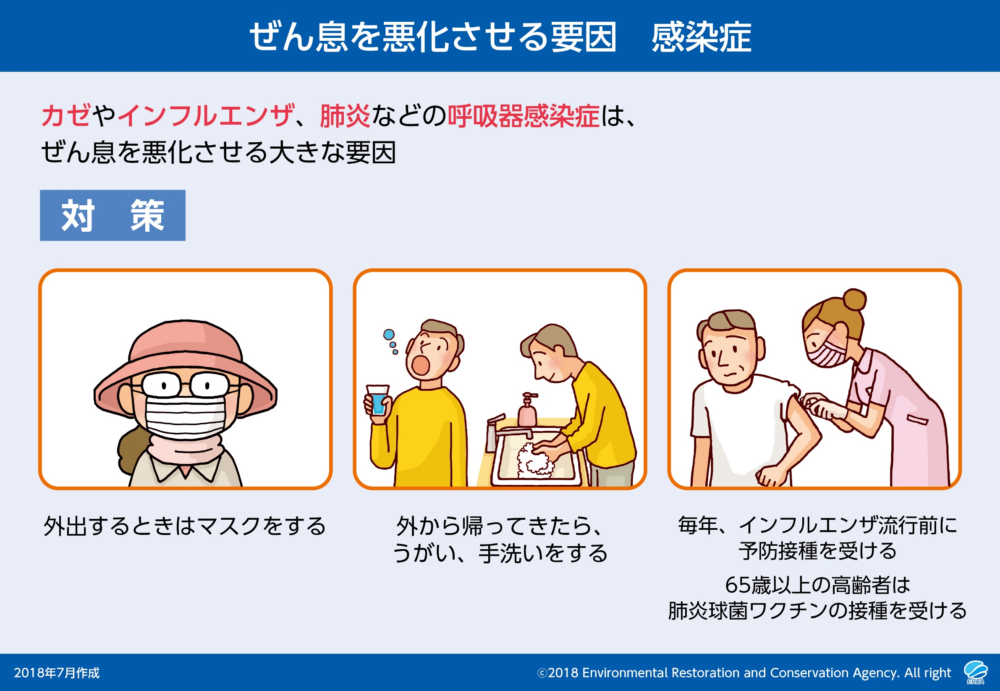 ぜん息を悪化させる要因　感染症
カゼやインフルエンザ、肺炎などの呼吸器感染症は、
ぜん息を悪化させる大きな要因
対　策
外出するときはマスクをする
外から帰ってきたら、
うがい、手洗いをする
毎年、インフルエンザ流行前に
予防接種を受ける
65歳以上の高齢者は
肺炎球菌ワクチンの接種を受ける
2018年7月作成
©2018 Environmental Restoration and Conservation Agency. All right
ERCA